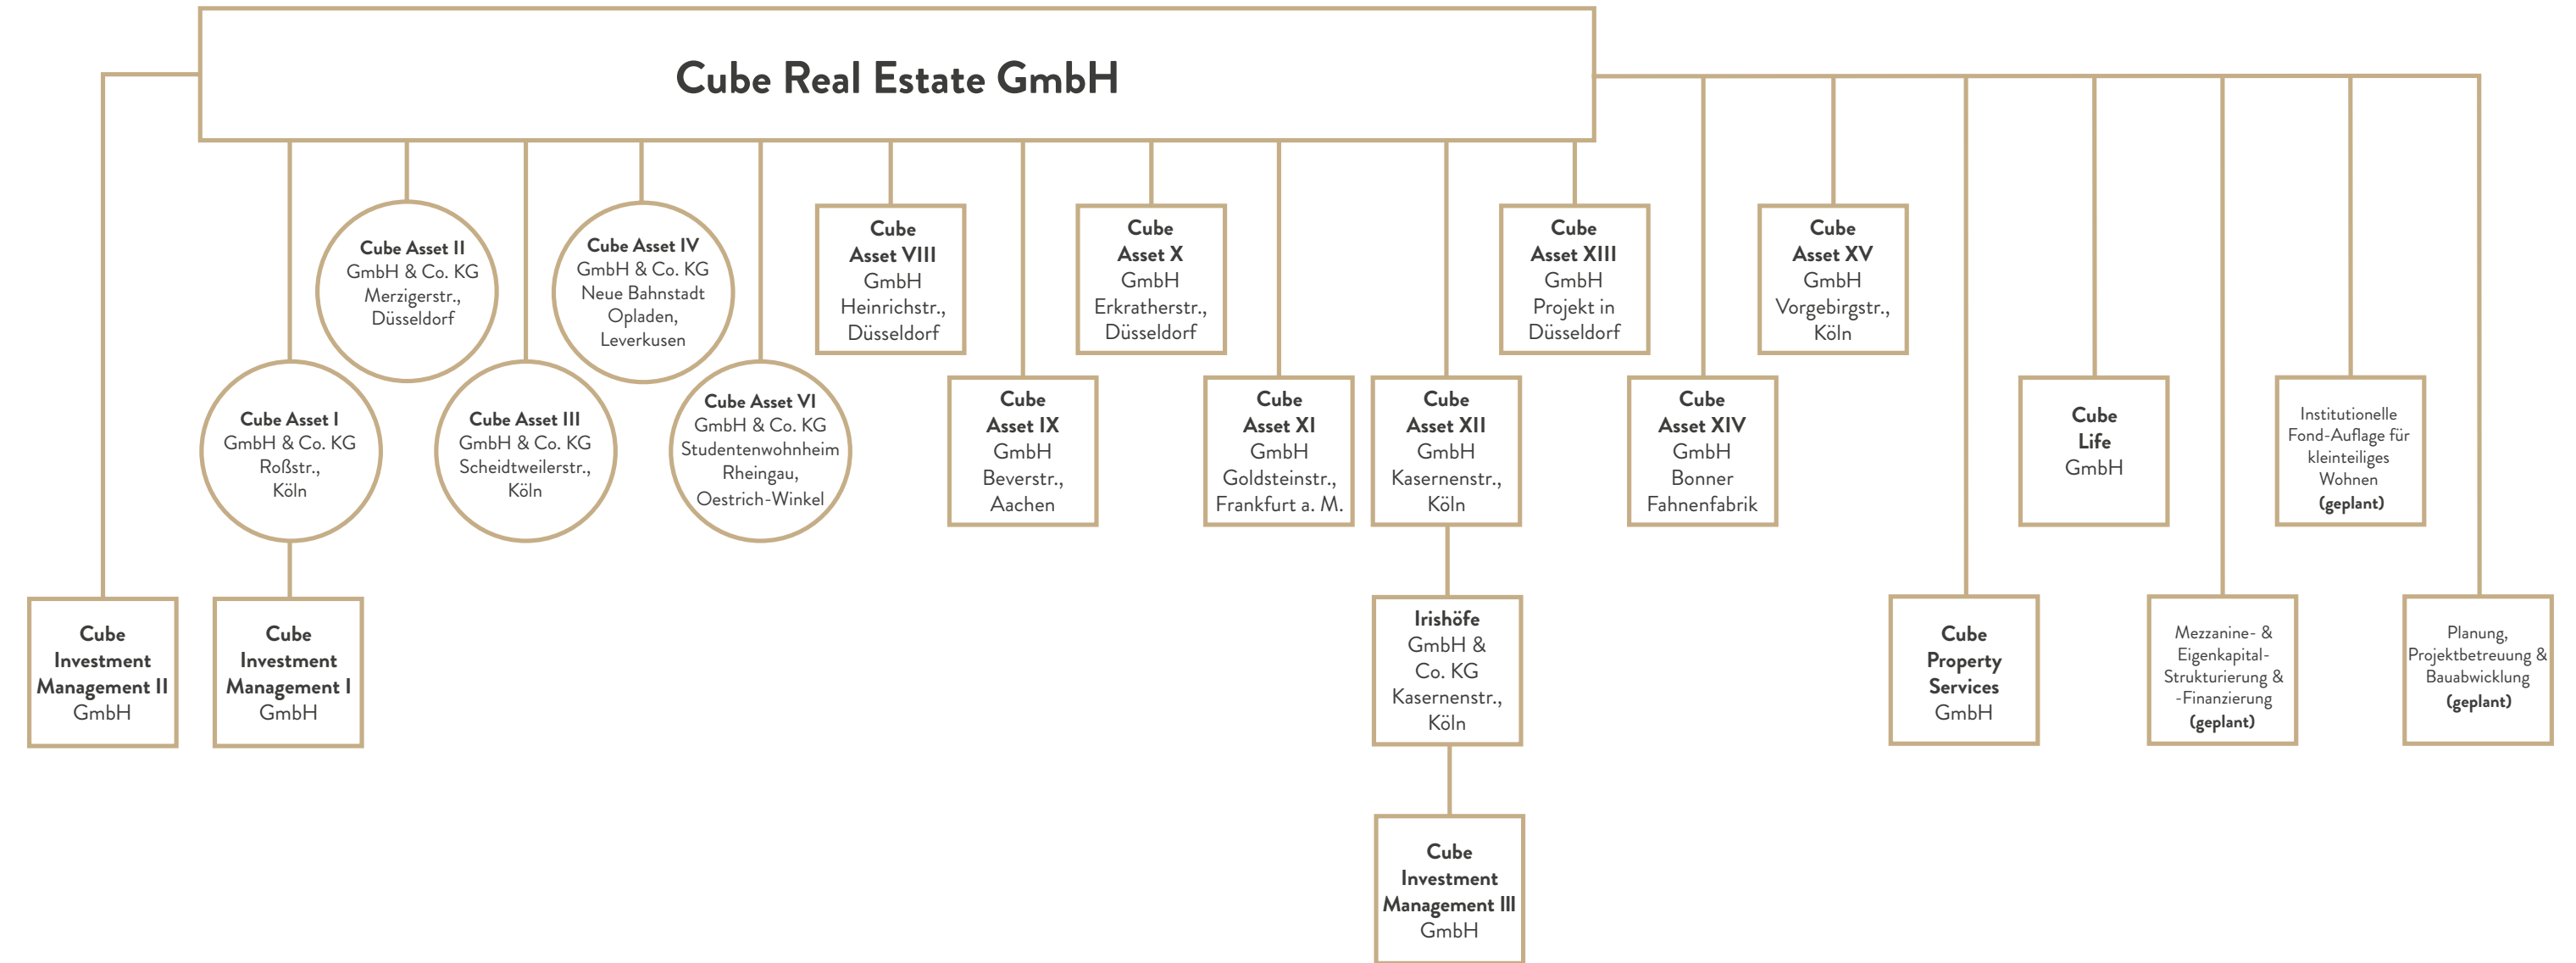 Cube Real Estate GmbH
Cube Asset I
GmbH & Co. KG
Roßstr.,
Köln
Cube Asset II
GmbH & Co. KG
Merzigerstr.,
Düsseldorf
Cube Asset III
GmbH & Co. KG
Scheidtweilerstr.,
Köln
Cube Asset IV
GmbH & Co. KG
Neue Bahnstadt
Opladen,
Leverkusen
Cube Asset VI
GmbH & Co. KG
Studentenwohnheim
Rheingau,
Oestrich-Winkel
Cube
Asset VIII
GmbH
Heinrichstr.,
Düsseldorf
Cube
Asset IX
GmbH
Beverstr.,
Aachen
Cube
Asset X
GmbH
Erkratherstr.,
Düsseldorf
Cube
Asset XI
GmbH
Goldsteinstr.,
Frankfurt a. M.
Cube
Asset XII
GmbH
Kasernenstr.,
Köln
Cube
Asset XIII
GmbH
Projekt in
Düsseldorf
Cube
Asset XIV
GmbH
Bonner
Fahnenfabrik
Cube
Asset XV
GmbH
Vorgebirgstr.,
Köln
Cube
Life
GmbH
Institutionelle
Fond-Auflage für
kleinteiliges
Wohnen
(geplant)
Cube
Investment
Management II
GmbH
Cube
Investment
Management I
GmbH
Irishöfe
GmbH &
Co. KG
Kasernenstr.,
Köln
Cube
Property
Services
GmbH
Mezzanine- &
Eigenkapital-
Strukturierung &
-Finanzierung
(geplant)
Planung,
Projektbetreuung &
Bauabwicklung
(geplant)
Cube
Investment
Management III
GmbH